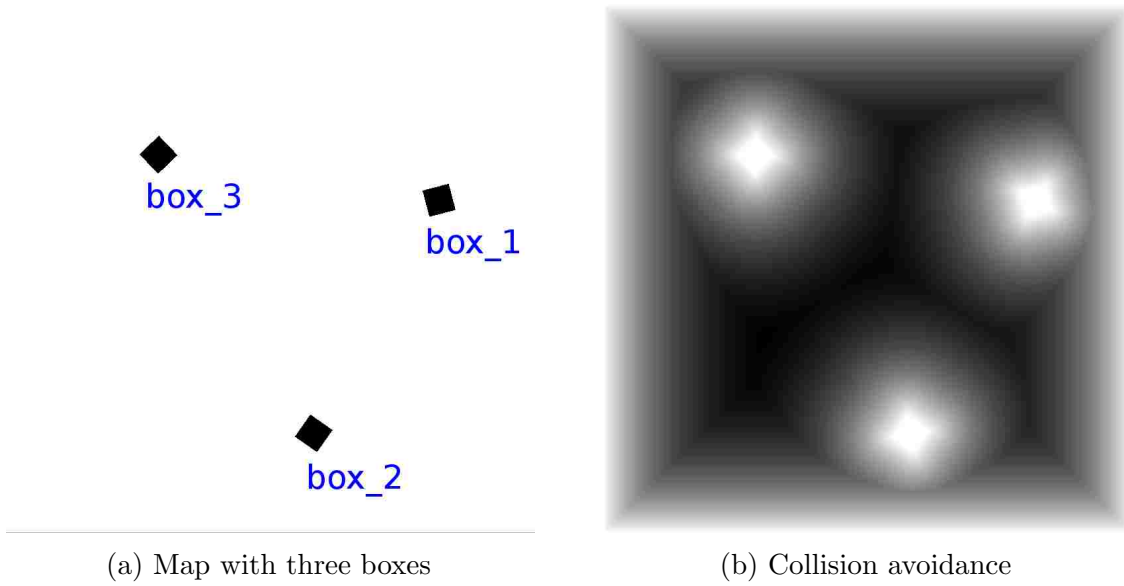 box_3
box_1
box_2
(a) Map with three boxes
(b) Collision avoidance